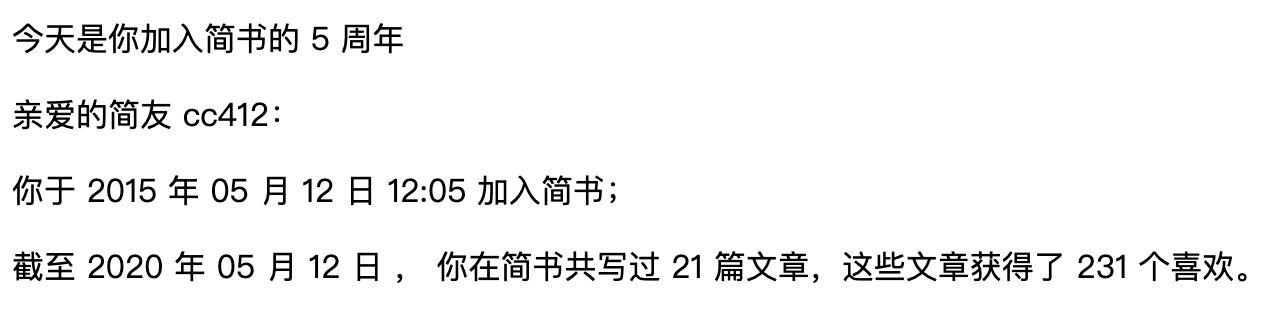 今天是你加入简书的 5 周年
亲爱的简友 cc412：
你于 2015 年 05 月 12 日 12:05 加入简书；
截至 2020 年 05 月 12 日 ， 你在简书共写过 21 篇文章，这些文章获得了 231 个喜欢。